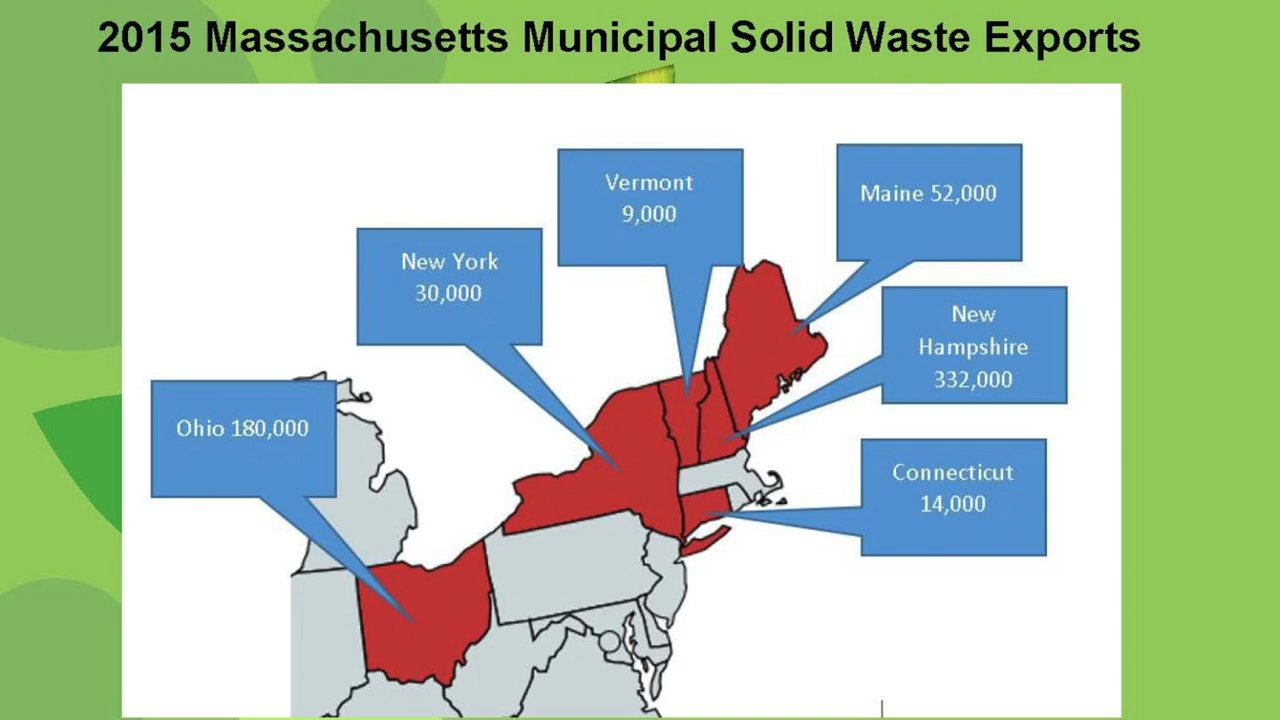 2015 Massachusetts Municipal Solid Waste Exports
Vermont
9,000
Maine 52,000
New York
30,000
New
Hampshire
332,000
Ohio 180,000
Connecticut
14,000